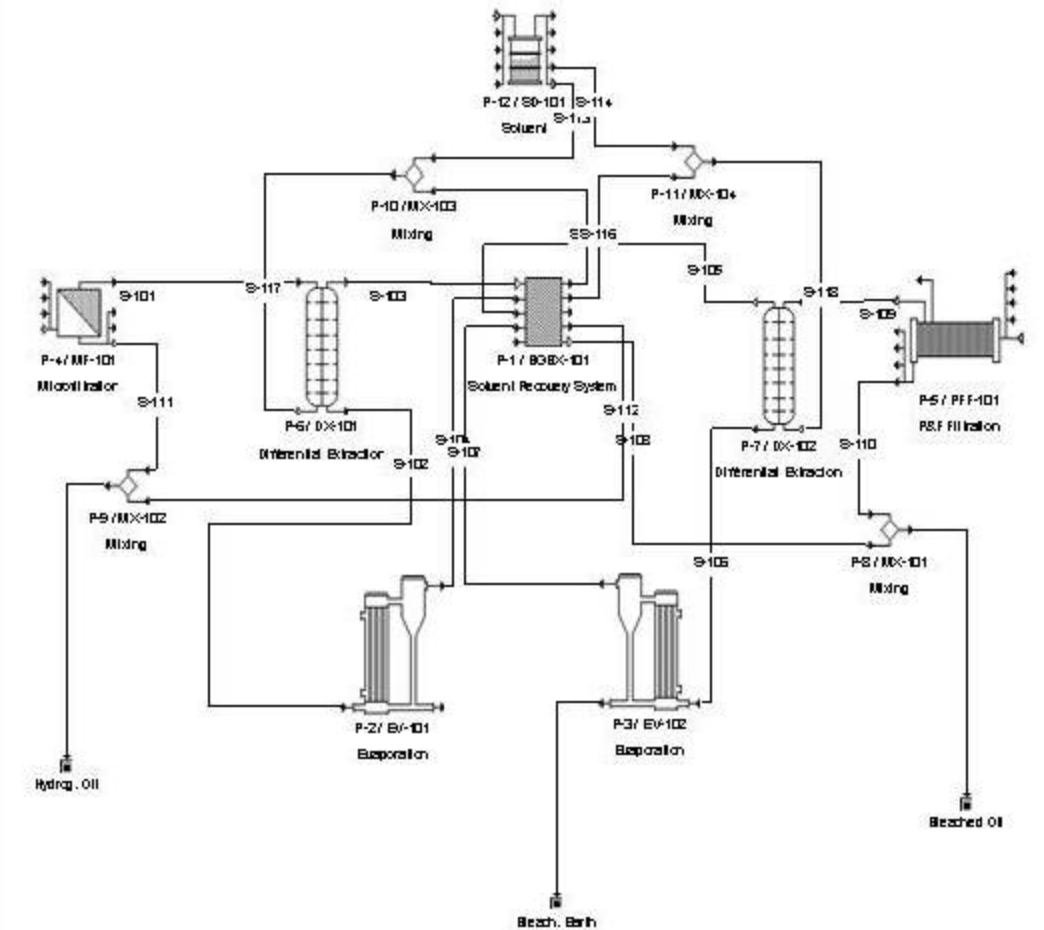 P-12 / SD-101
S-114
Solvent
P-10 / MX-103
Mixing
P-11 / MX-104
Mixing
S-116
S-105
S-101
S-117
S-103
S-118
S-109
P-4 / MF-101
Microfiltration
P-1 / BGBX-101
Solvent Recovery System
S-111
P-6 / DX-101
Differential Extraction
S-112
S-108
P-5 / PFF-101
P&F Filtration
S-107
S-102
P-7 / DX-102
Differential Extraction
S-110
P-9 / MX-102
Mixing
S-106
P-8 / MX-101
Mixing
P-2 / EV-101
Evaporation
P-3 / EV-102
Evaporation
Hydrog. Oil
Bleached Oil
Bleach. Earth